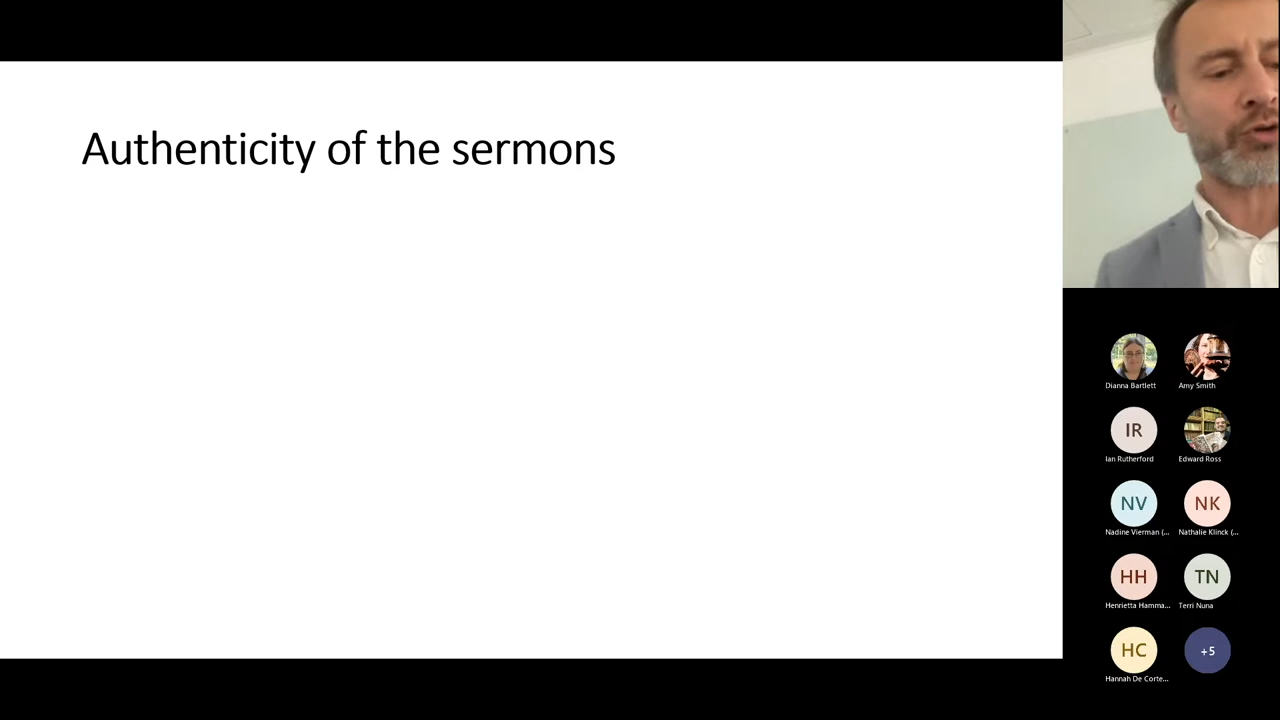 Authenticity of the sermons
Dianna Bartlett
Amy Smith
IR
Ian Rutherford
Edward Ross
NV
NK
Nadine Vierman (...
Nathalie Klinck (...
HH
TN
Henrietta Hamma...
Terri Nuna
HC
+5
Hannah De Corte...